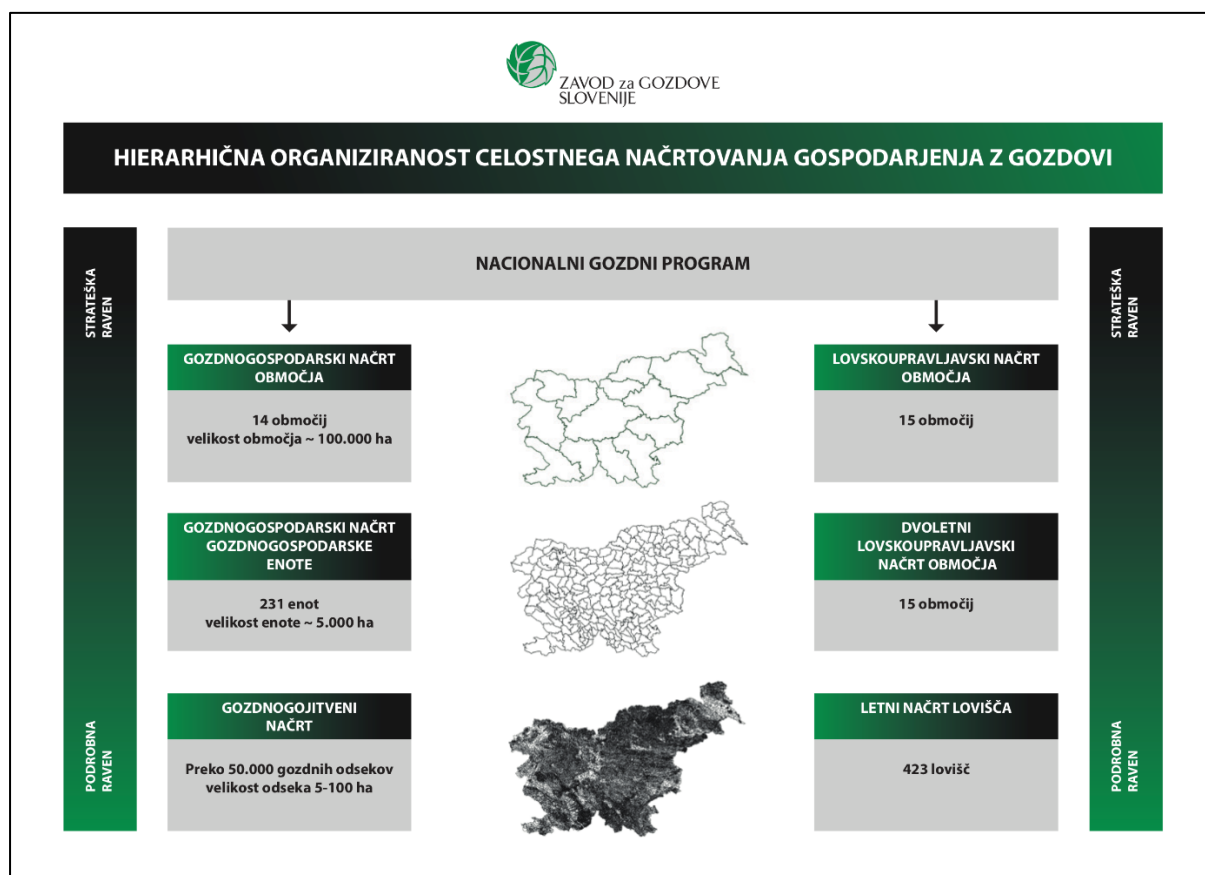 ZAVOD za GOZDOVE
SLOVENIJE
HIERARHIČNA ORGANIZIRANOST CELOSTNEGA NAČRTOVANJA GOSPODARJENJA Z GOZDOVI
STRATEŠKA
RAVEN
NACIONALNI GOZDNI PROGRAM
STRATEŠKA
RAVEN
GOZDNOGOSPODARSKI NAČRT
OBMOČJA
14 območij
velikost območja ~ 100.000 ha
LOVSKOUPRAVLJAVSKI NAČRT
OBMOČJA
15 območij
GOZDNOGOSPODARSKI NAČRT
GOZDNOGOSPODARSKE
ENOTE
231 enot
velikost enote ~ 5.000 ha
DVOLETNI
LOVSKOUPRAVLJAVSKI
NAČRT OBMOČJA
15 območij
PODROBNA
RAVEN
GOZDNOGOJITVENI
NAČRT
Preko 50.000 gozdnih odsekov
velikost odseka 5-100 ha
LETNI NAČRT LOVIŠČA
423 lovišč
PODROBNA
RAVEN